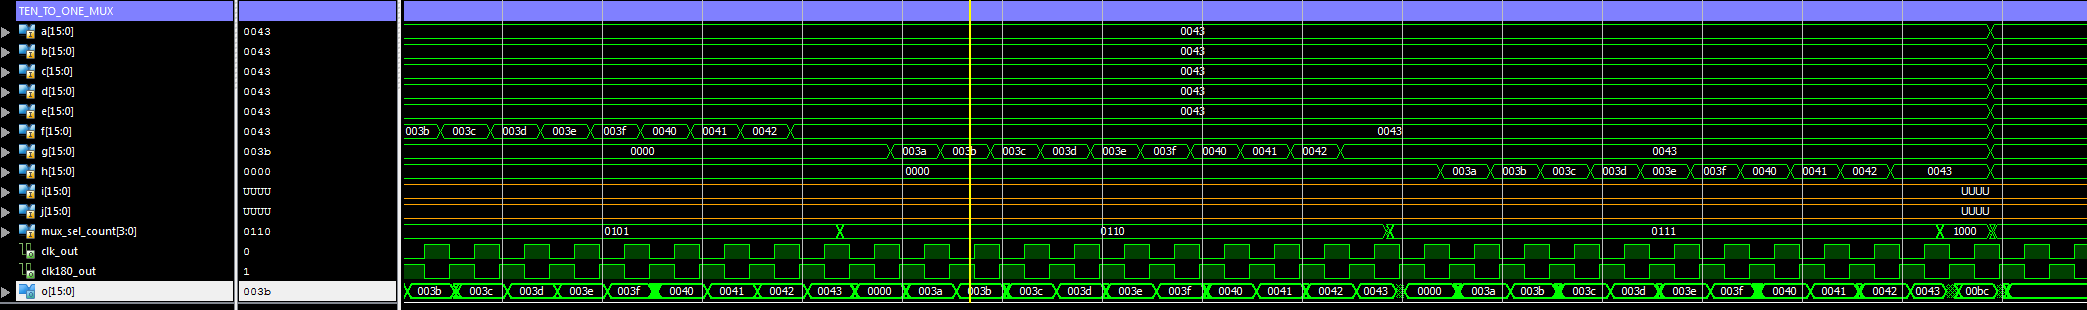 TEN_TO_ONE_MUX
a[15:0] 0043 0043
b[15:0] 0043 0043
c[15:0] 0043 0043
d[15:0] 0043 0043
e[15:0] 0043 0043
f[15:0] 0043 003b 003c 003d 003e 003f 0040 0041 0042 0043
g[15:0] 003b 0000 003a 003b 003c 003d 003e 003f 0040 0041 0042 0043
h[15:0] 0000 0000 003a 003b 003c 003d 003e 003f 0040 0041 0042 0043
i[15:0] UUUU UUUU
j[15:0] UUUU UUUU
mux_sel_count[3:0] 0110 0101 0110 0111 1000
clk_out 0
clk180_out 1
o[15:0] 003b 003b 003c 003d 003e 003f 0040 0041 0042 0043 0000 003a 003b 003c 003d 003e 003f 0040 0041 0042 0043 0000 003a 003b 003c 003d 003e 003f 0040 0041 0042 0043 00bc